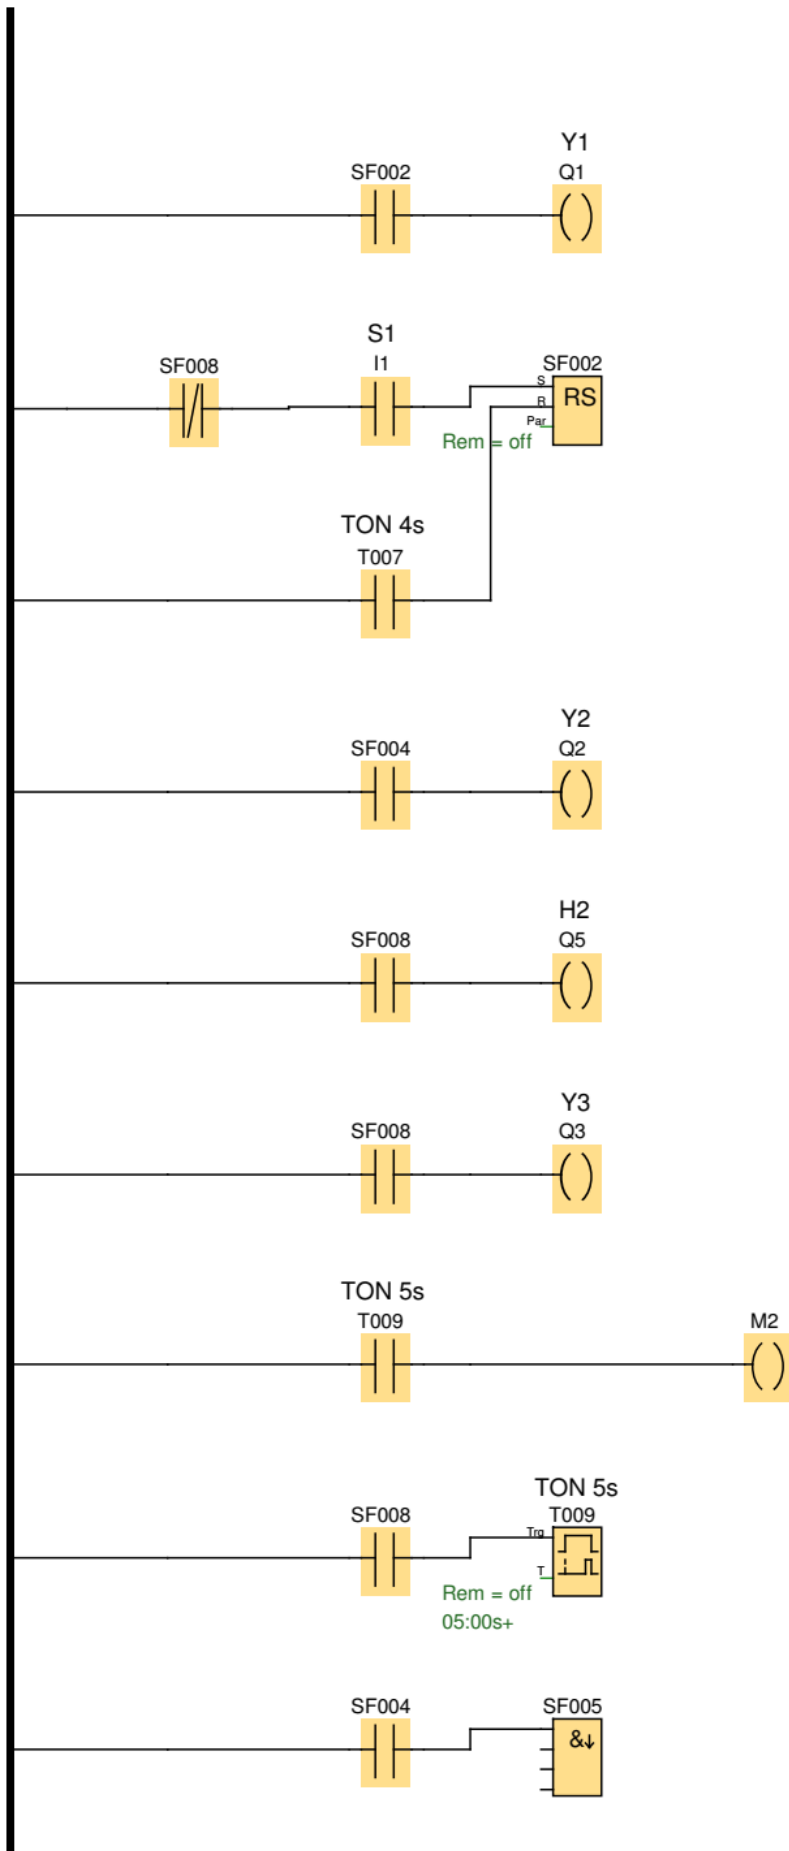 Y1
SF002 Q1
S1
SF008 I1 SF002
S
RS
R
Par
Rem = off
TON 4s
T007
Y2
SF004 Q2
H2
SF008 Q5
Y3
SF008 Q3
TON 5s
T009 M2
TON 5s
SF008 T009
Trg
T
Rem = off
05:00s+
SF004 SF005
&↓